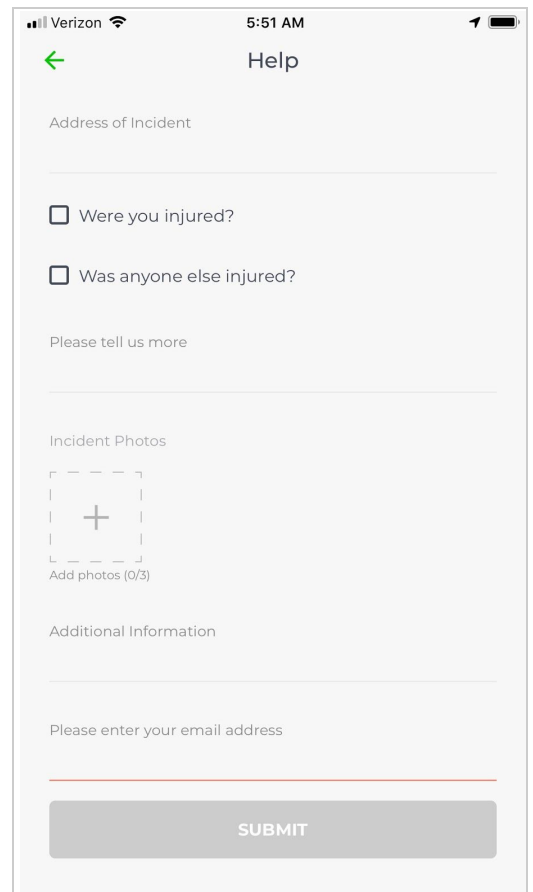 Verizon 5:51 AM
Help
Address of Incident
Were you injured?
Was anyone else injured?
Please tell us more
Incident Photos
Add photos (0/3)
Additional Information
Please enter your email address
SUBMIT